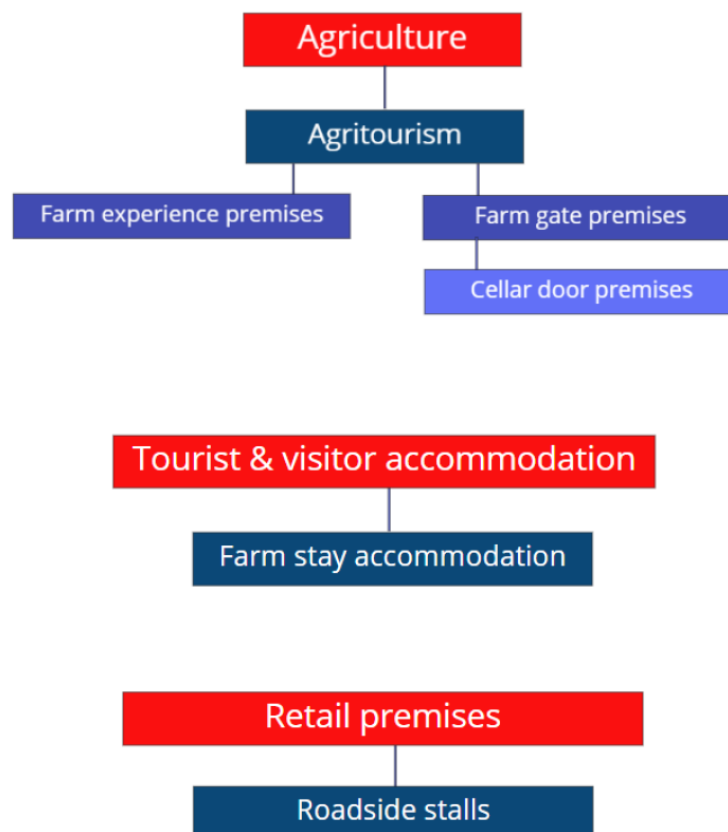 Agriculture
Agritourism
Farm experience premises
Farm gate premises
Cellar door premises
Tourist & visitor accommodation
Farm stay accommodation
Retail premises
Roadside stalls